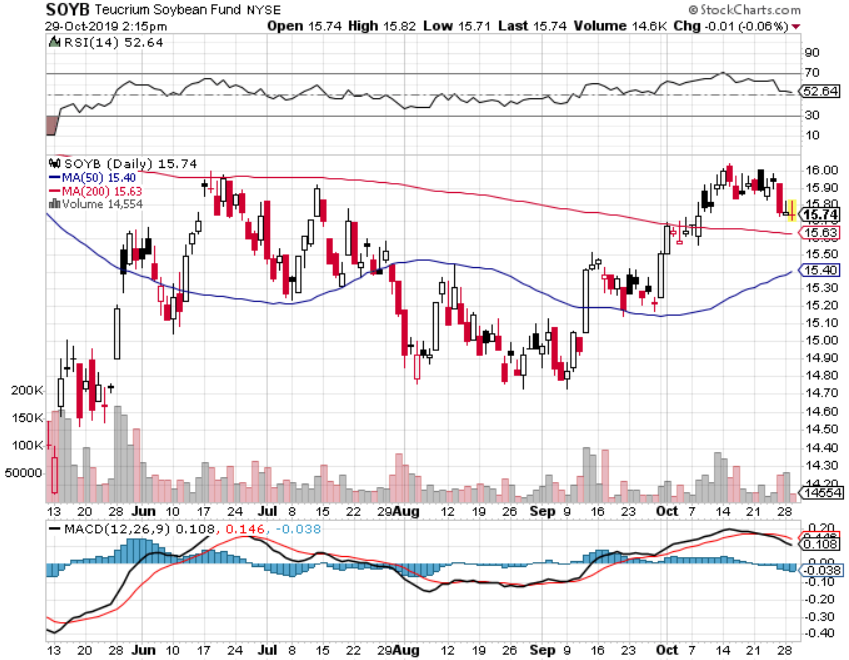 SOYB Teucrium Soybean Fund NYSE © StockCharts.com
29-Oct-2019 2:15pm Open 15.74 High 15.82 Low 15.71 Last 15.74 Volume 14.6K Chg -0.01 (-0.06%)
RSI(14) 52.64
90
70
52.64
30
10
SOYB (Daily) 15.74
MA(50) 15.40
MA(200) 15.63
Volume 14,554
16.00
15.90
15.80
15.74
15.63
15.50
15.40
15.30
15.20
15.10
15.00
14.90
14.80
14.70
14.60
14.50
14.40
14.30
14.20
14554
200K
150K
100K
50000
13 20 28 Jun 10 17 24 Jul 8 15 22 29 Aug 12 19 26 Sep 9 16 23 Oct 7 14 21 28
MACD(12,26,9) 0.108, 0.146, -0.038
0.20
0.146
0.108
0.00
-0.038
-0.10
-0.20
-0.30
-0.40
13 20 28 Jun 10 17 24 Jul 8 15 22 29 Aug 12 19 26 Sep 9 16 23 Oct 7 14 21 28